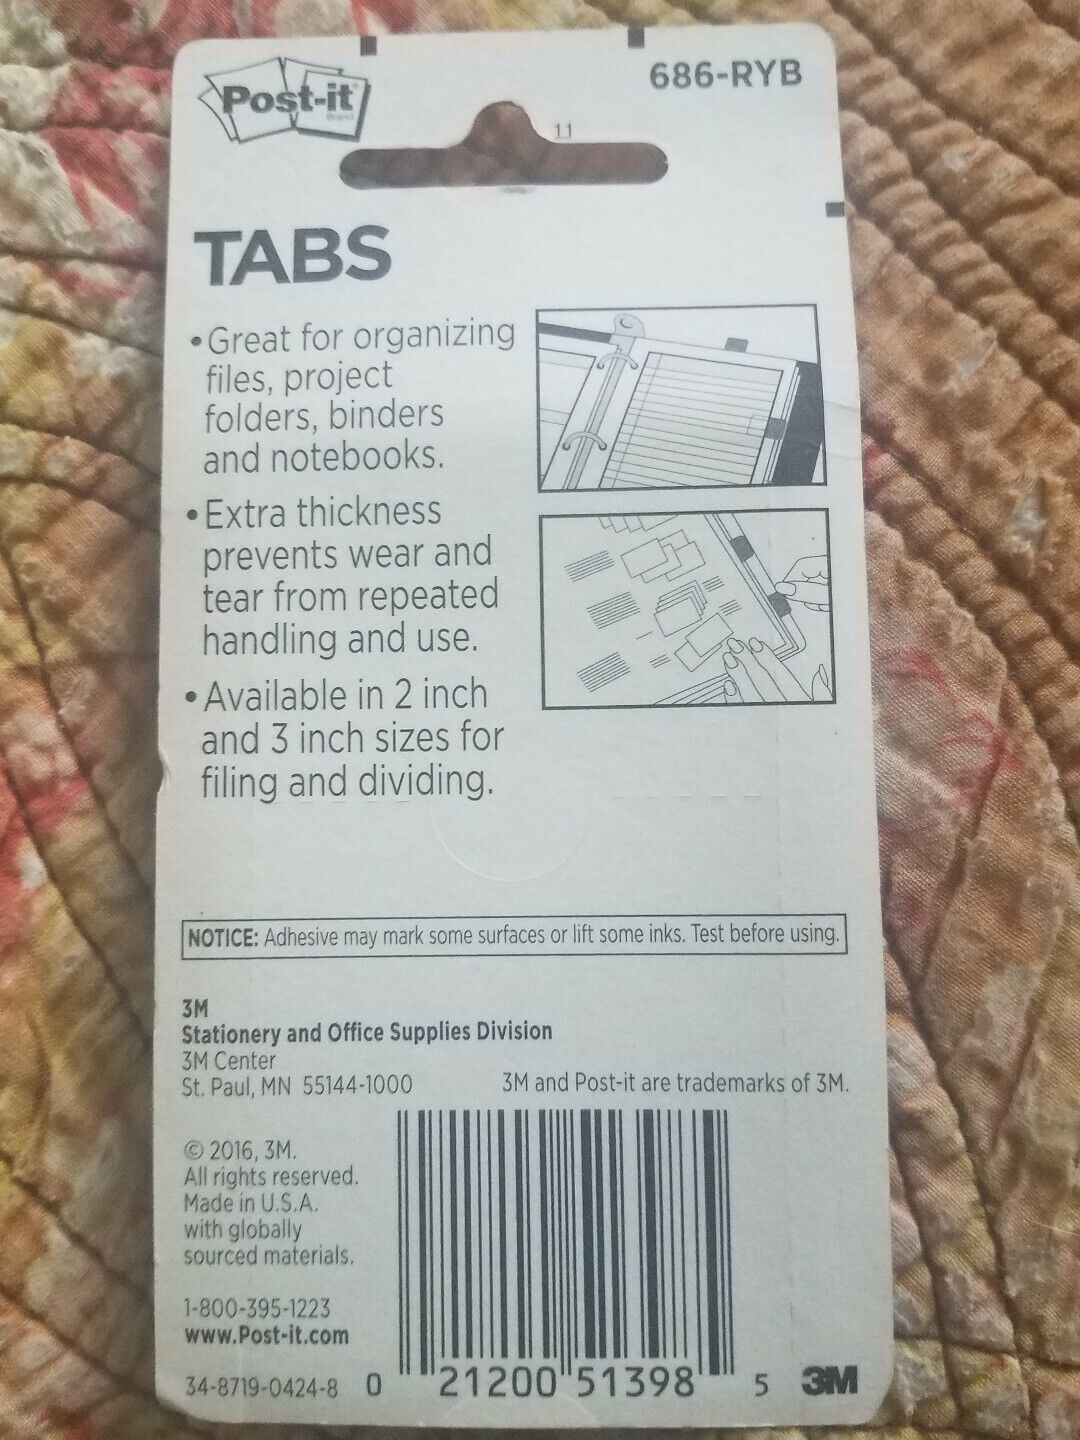 Post-it
Brand
686-RYB
11
TABS
•Great for organizing
files, project
folders, binders
and notebooks.
•Extra thickness
prevents wear and
tear from repeated
handling and use.
•Available in 2 inch
and 3 inch sizes for
filing and dividing.
NOTICE: Adhesive may mark some surfaces or lift some inks. Test before using.
3M
Stationery and Office Supplies Division
3M Center
St. Paul, MN 55144-1000
3M and Post-it are trademarks of 3M.
© 2016, 3M.
All rights reserved.
Made in U.S.A.
with globally
sourced materials.
1-800-395-1223
www.Post-it.com
34-8719-0424-8
0 21200 51398 5
3M